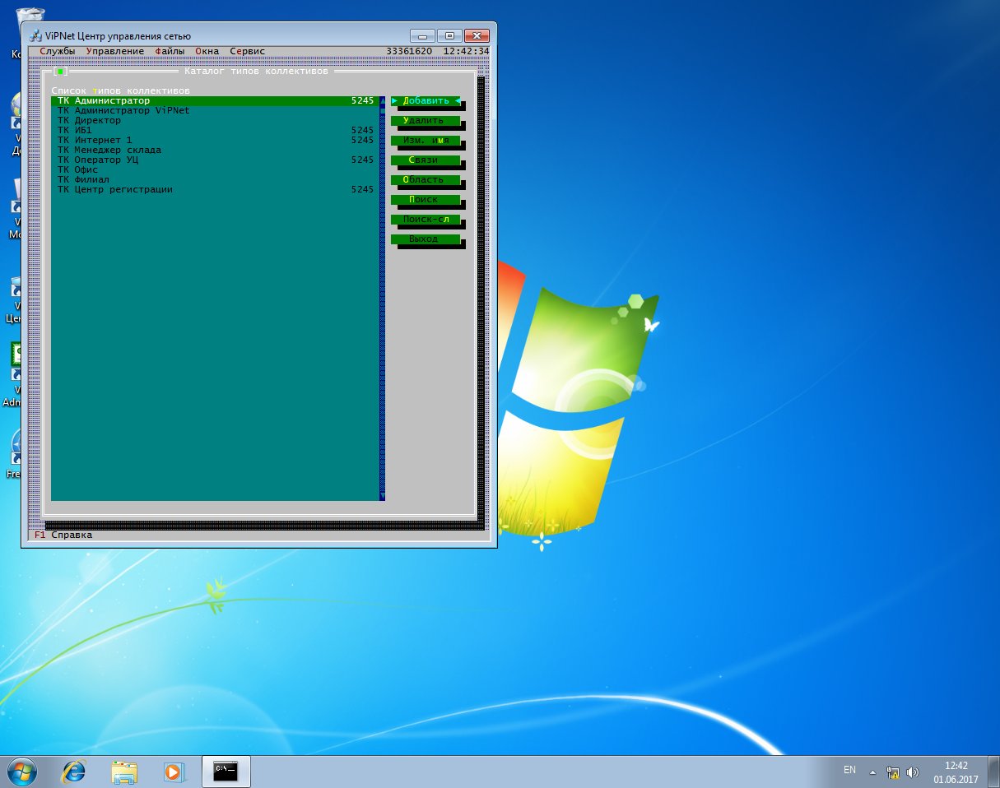 ViPNet Центр управления сетью
Службы Управление Файлы Окна Сервис 33361620 12:42:34
Каталог типов коллективов
Список типов коллективов
ТК Администратор 5245
ТК Администратор ViPNet
ТК Директор
ТК ИБ1 5245
ТК Интернет 1 5245
ТК Менеджер склада
ТК Оператор УЦ 5245
ТК Офис
ТК Филиал
ТК Центр регистрации 5245
Добавить
Удалить
Изм. имя
Связи
Область
Поиск
Поиск-сл
Выход
F1 Справка
C:\
EN
12:42
01.06.2017